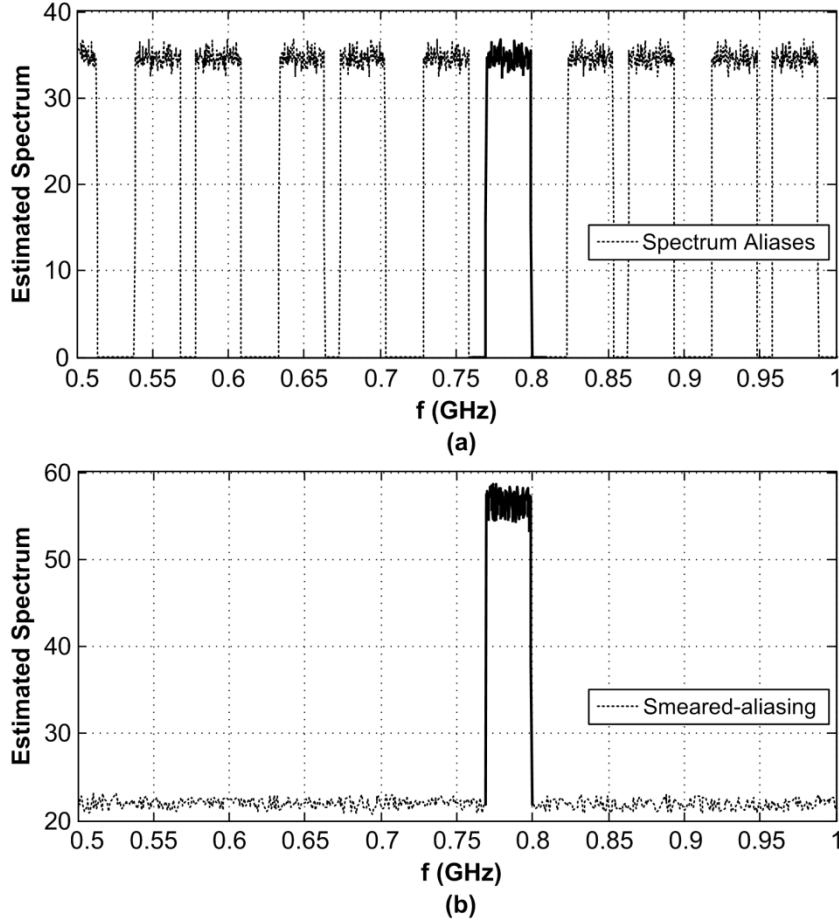 40
30
20
10
0
Estimated Spectrum
Spectrum Aliases
0.5 0.55 0.6 0.65 0.7 0.75 0.8 0.85 0.9 0.95 1
f (GHz)
(a)
60
50
40
30
20
Estimated Spectrum
Smeared-aliasing
0.5 0.55 0.6 0.65 0.7 0.75 0.8 0.85 0.9 0.95 1
f (GHz)
(b)